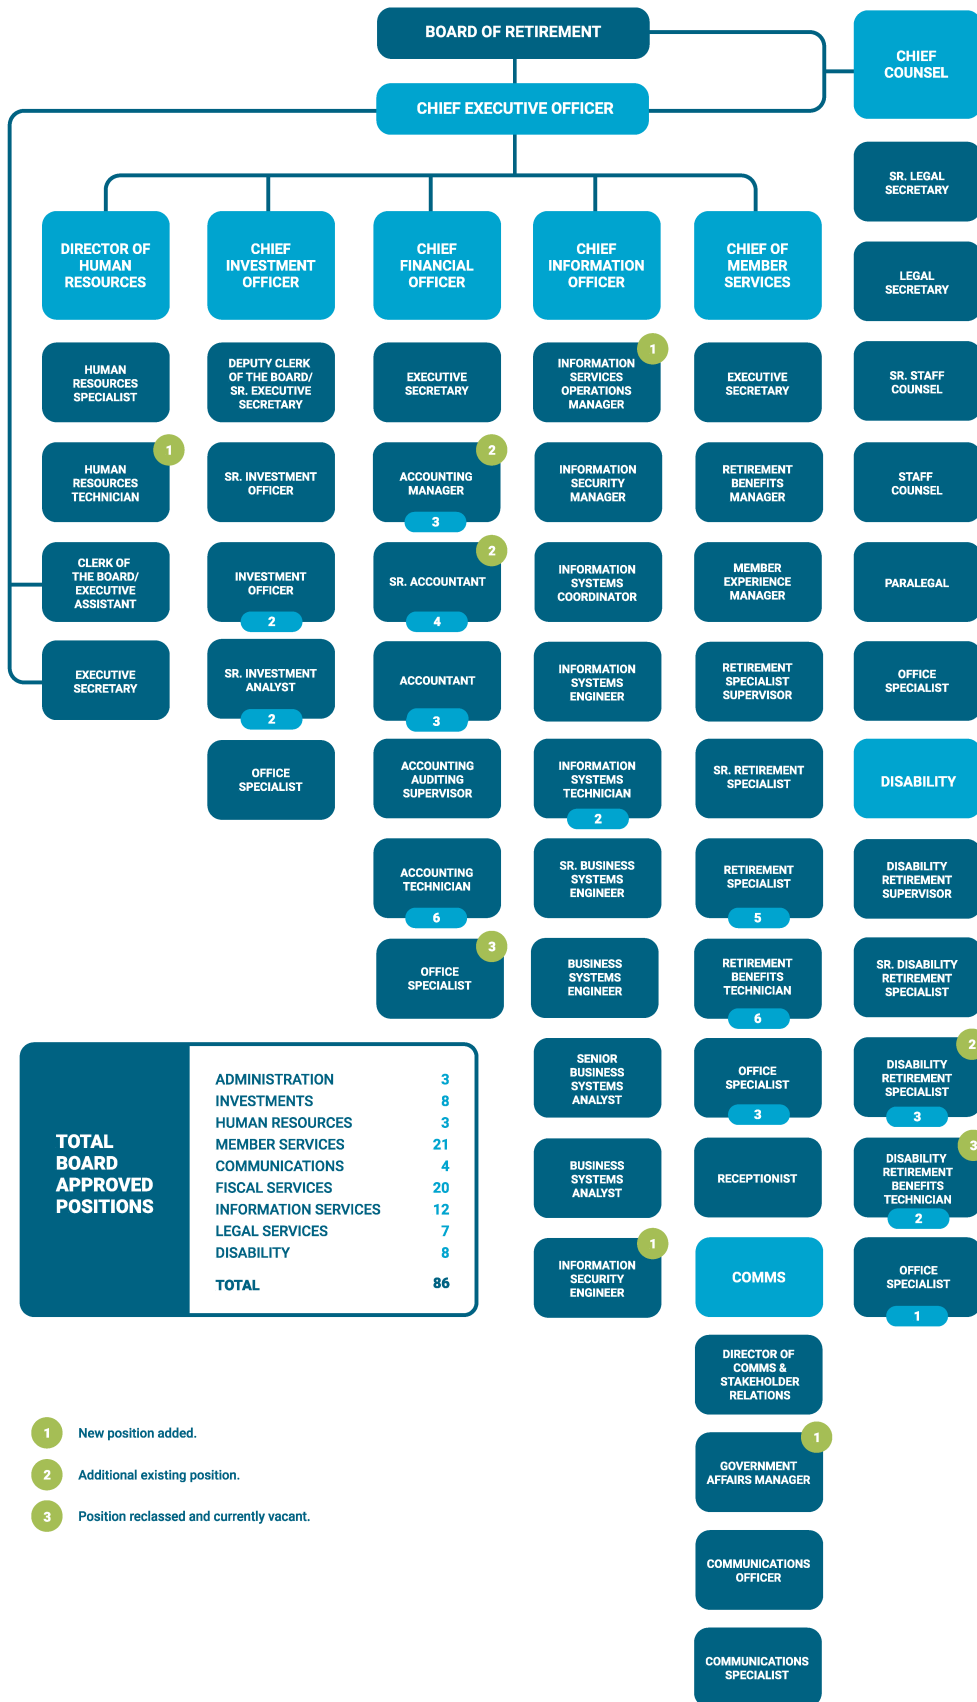 BOARD OF RETIREMENT
CHIEF EXECUTIVE OFFICER
CHIEF
COUNSEL
SR. LEGAL
SECRETARY
LEGAL
SECRETARY
SR. STAFF
COUNSEL
STAFF
COUNSEL
PARALEGAL
OFFICE
SPECIALIST
DISABILITY
DISABILITY
RETIREMENT
SUPERVISOR
SR. DISABILITY
RETIREMENT
SPECIALIST
2
DISABILITY
RETIREMENT
SPECIALIST
3
3
DISABILITY
RETIREMENT
BENEFITS
TECHNICIAN
2
OFFICE
SPECIALIST
1
DIRECTOR OF
HUMAN
RESOURCES
HUMAN
RESOURCES
SPECIALIST
1
HUMAN
RESOURCES
TECHNICIAN
CLERK OF
THE BOARD/
EXECUTIVE
ASSISTANT
EXECUTIVE
SECRETARY
CHIEF
INVESTMENT
OFFICER
DEPUTY CLERK
OF THE BOARD/
SR. EXECUTIVE
SECRETARY
SR. INVESTMENT
OFFICER
INVESTMENT
OFFICER
2
SR. INVESTMENT
ANALYST
2
OFFICE
SPECIALIST
CHIEF
FINANCIAL
OFFICER
EXECUTIVE
SECRETARY
2
ACCOUNTING
MANAGER
3
2
SR. ACCOUNTANT
4
ACCOUNTANT
3
ACCOUNTING
AUDITING
SUPERVISOR
ACCOUNTING
TECHNICIAN
6
3
OFFICE
SPECIALIST
CHIEF
INFORMATION
OFFICER
1
INFORMATION
SERVICES
OPERATIONS
MANAGER
INFORMATION
SECURITY
MANAGER
INFORMATION
SYSTEMS
COORDINATOR
INFORMATION
SYSTEMS
ENGINEER
INFORMATION
SYSTEMS
TECHNICIAN
2
SR. BUSINESS
SYSTEMS
ENGINEER
BUSINESS
SYSTEMS
ENGINEER
SENIOR
BUSINESS
SYSTEMS
ANALYST
BUSINESS
SYSTEMS
ANALYST
1
INFORMATION
SECURITY
ENGINEER
CHIEF OF
MEMBER
SERVICES
EXECUTIVE
SECRETARY
RETIREMENT
BENEFITS
MANAGER
MEMBER
EXPERIENCE
MANAGER
RETIREMENT
SPECIALIST
SUPERVISOR
SR. RETIREMENT
SPECIALIST
RETIREMENT
SPECIALIST
5
RETIREMENT
BENEFITS
TECHNICIAN
6
OFFICE
SPECIALIST
3
RECEPTIONIST
COMMS
DIRECTOR OF
COMMS &
STAKEHOLDER
RELATIONS
1
GOVERNMENT
AFFAIRS MANAGER
COMMUNICATIONS
OFFICER
COMMUNICATIONS
SPECIALIST
TOTAL
BOARD
APPROVED
POSITIONS
ADMINISTRATION 3
INVESTMENTS 8
HUMAN RESOURCES 3
MEMBER SERVICES 21
COMMUNICATIONS 4
FISCAL SERVICES 20
INFORMATION SERVICES 12
LEGAL SERVICES 7
DISABILITY 8
TOTAL 86
1 New position added.
2 Additional existing position.
3 Position reclassed and currently vacant.